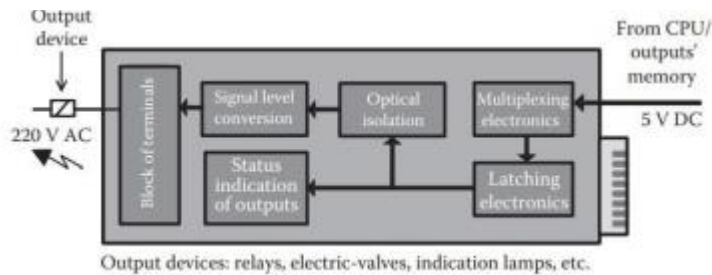 Output
device
220 V AC
Block of terminals
Signal level
conversion
Optical
isolation
Multiplexing
electronics
Status
indication
of outputs
Latching
electronics
From CPU/
outputs'
memory
5 V DC
Output devices: relays, electric-valves, indication lamps, etc.